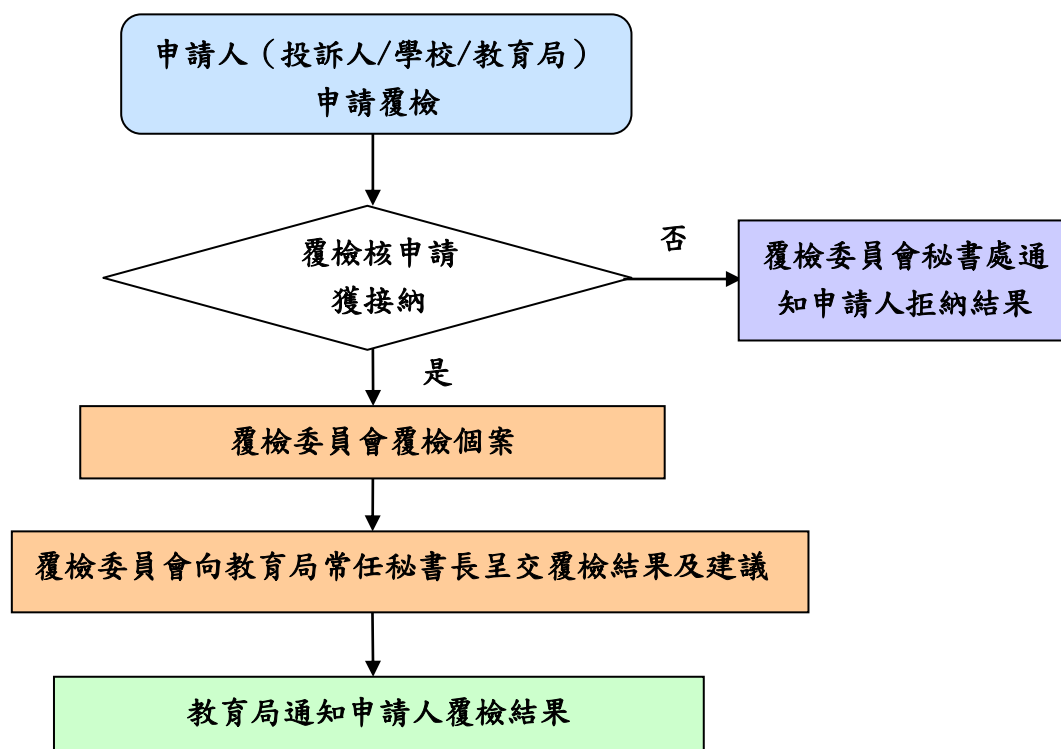 申請人（投訴人/學校/教育局）
申請覆檢
覆檢核申請
獲接納
否
覆檢委員會秘書處通
知申請人拒納結果
是
覆檢委員會覆檢個案
覆檢委員會向教育局常任秘書長呈交覆檢結果及建議
教育局通知申請人覆檢結果